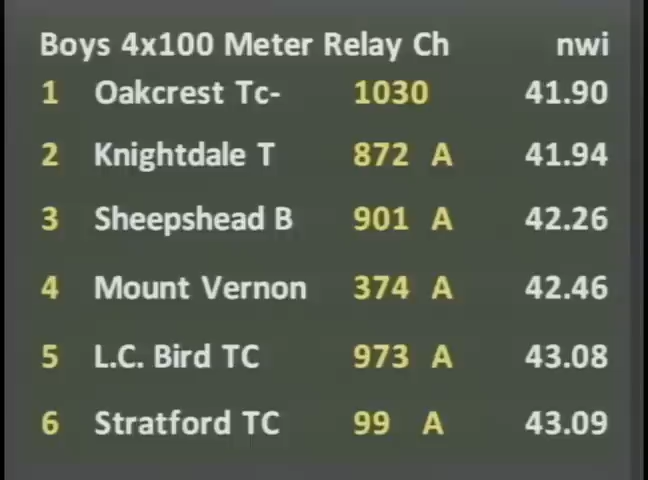 Boys 4x100 Meter Relay Ch nwi
1 Oakcrest Tc- 1030 41.90
2 Knightdale T 872 A 41.94
3 Sheepshead B 901 A 42.26
4 Mount Vernon 374 A 42.46
5 L.C. Bird TC 973 A 43.08
6 Stratford TC 99 A 43.09